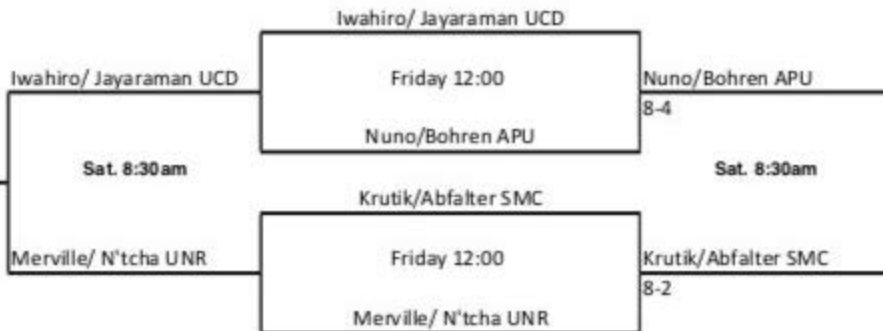 Iwahiro/ Jayaraman UCD
Iwahiro/ Jayaraman UCD
Friday 12:00
Nuno/Bohren APU
8-4
Nuno/Bohren APU
Sat. 8:30am
Sat. 8:30am
Krutik/Abfalter SMC
Merville/ N'tcha UNR
Friday 12:00
Krutik/Abfalter SMC
8-2
Merville/ N'tcha UNR